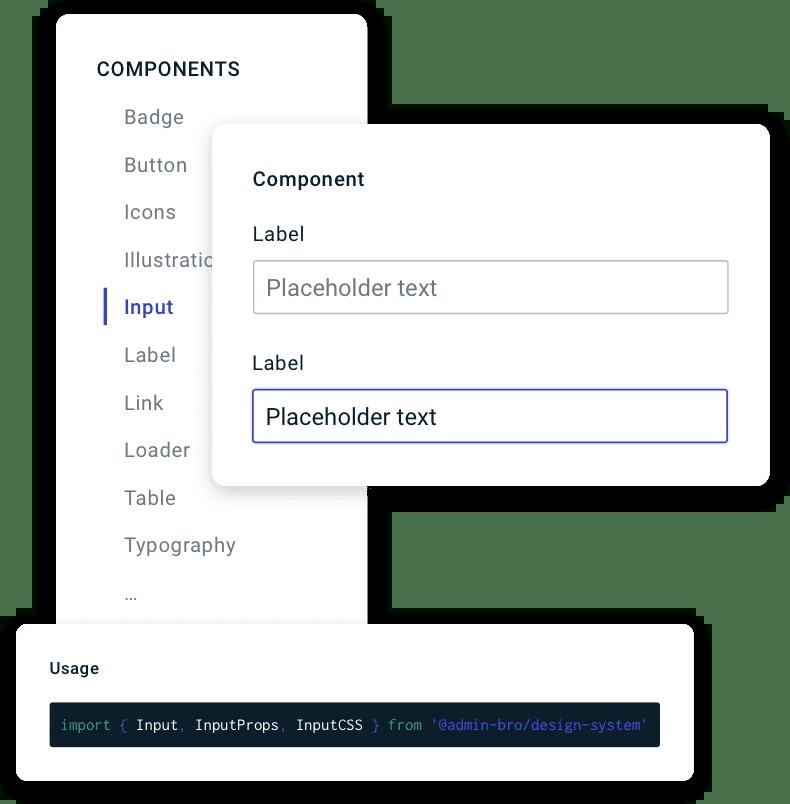 COMPONENTS
Badge
Button
Icons
Illustratio
Input
Label
Link
Loader
Table
Typography
...
Component
Label
Placeholder text
Label
Placeholder text
Usage
import { Input, InputProps, InputCSS } from '@admin-bro/design-system'